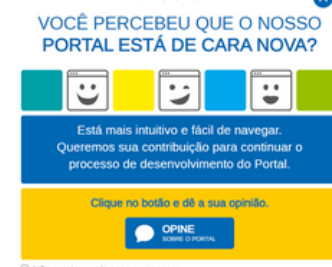 VOCÊ PERCEBEU QUE O NOSSO
PORTAL ESTÁ DE CARA NOVA?
Está mais intuitivo e fácil de navegar.
Queremos sua contribuição para continuar o
processo de desenvolvimento do Portal.
Clique no botão e dê a sua opinião.
OPINE
SOBRE O PORTAL